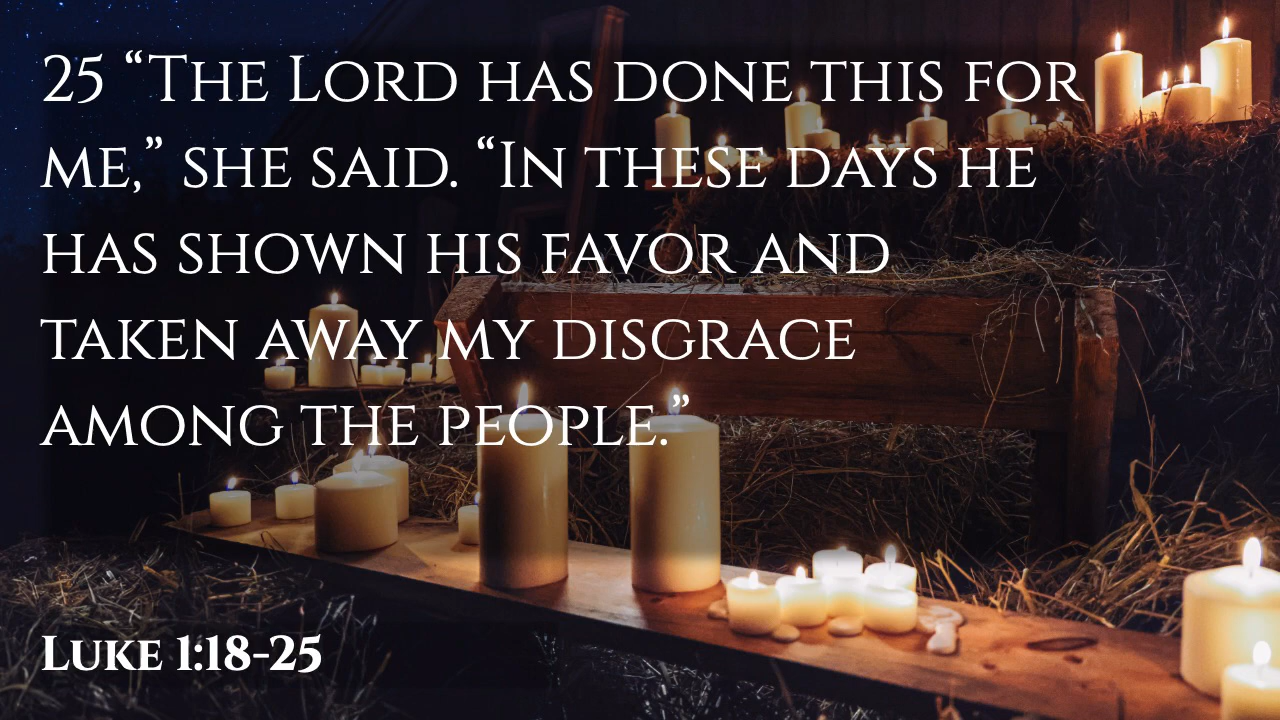 25 “The Lord has done this for
me,” she said. “In these days he
has shown his favor and
taken away my disgrace
among the people.”
Luke 1:18-25